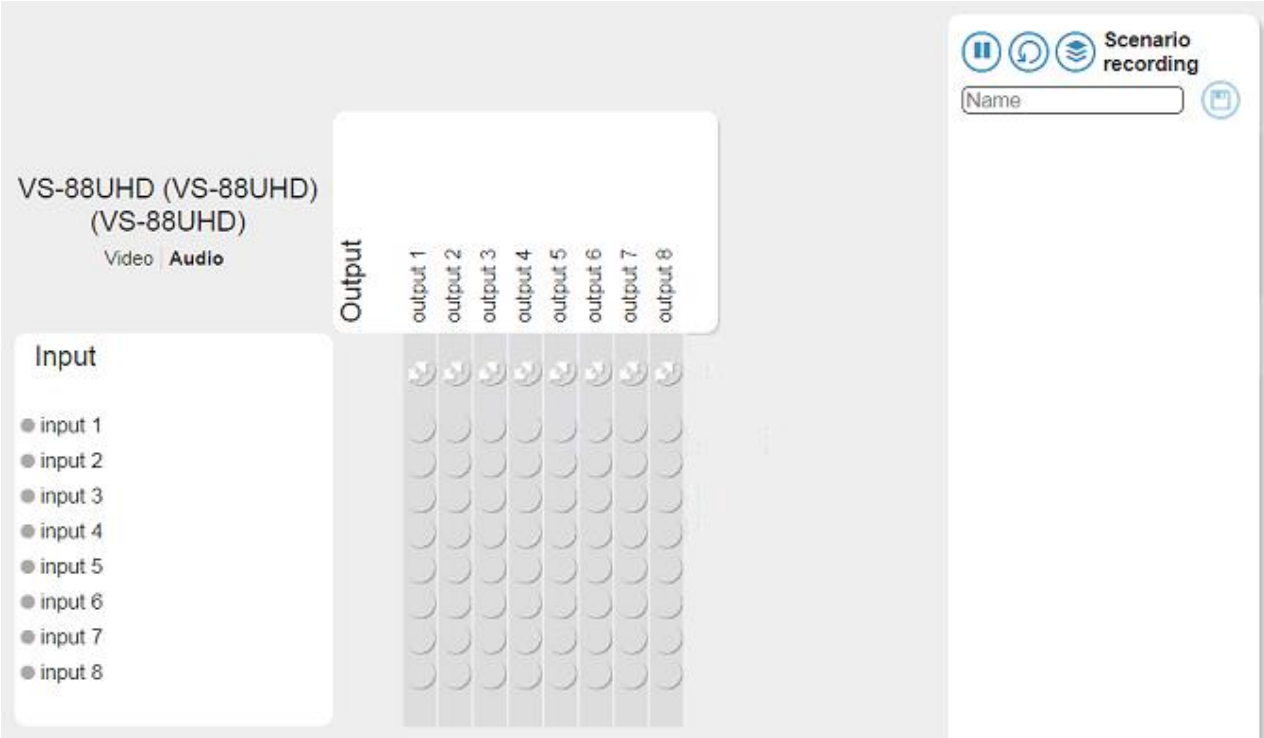 Scenario
recording
Name
VS-88UHD (VS-88UHD)
(VS-88UHD)
Video Audio
Output
output 1
output 2
output 3
output 4
output 5
output 6
output 7
output 8
Input
input 1
input 2
input 3
input 4
input 5
input 6
input 7
input 8